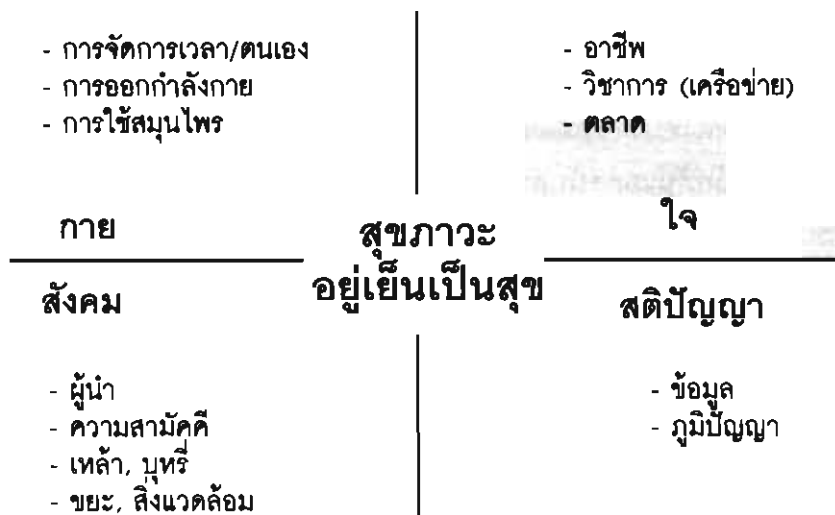 - การจัดการเวลา/ตนเอง
- การออกกำลังกาย
- การใช้สมุนไพร
กาย
- อาชีพ
- วิชาการ (เครือข่าย)
- ตลาด
ใจ
สุขภาวะ
อยู่เย็นเป็นสุข
สังคม
- ผู้นำ
- ความสามัคคี
- เหล้า, บุหรี่
- ขยะ, สิ่งแวดล้อม
สติปัญญา
- ข้อมูล
- ภูมิปัญญา